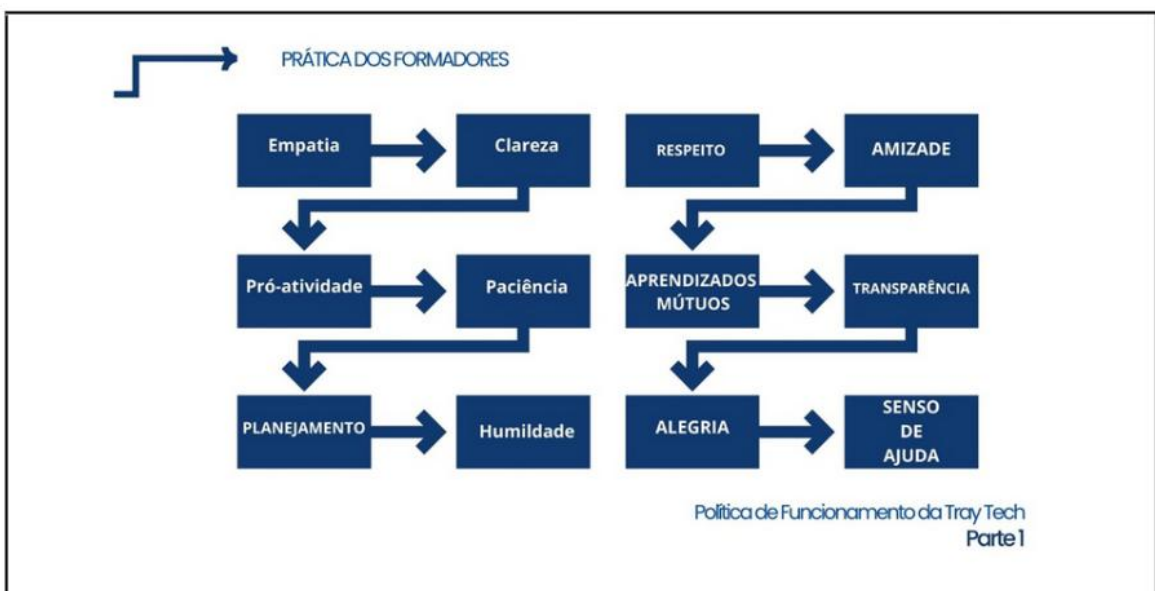 PRÁTICA DOS FORMADORES
Empatia
Clareza
Pró-atividade
Paciência
PLANEJAMENTO
Humildade
RESPEITO
AMIZADE
APRENDIZADOS
MÚTUOS
TRANSPARÊNCIA
ALEGRIA
SENSO
DE
AJUDA
Política de Funcionamento da Tray Tech
Parte 1